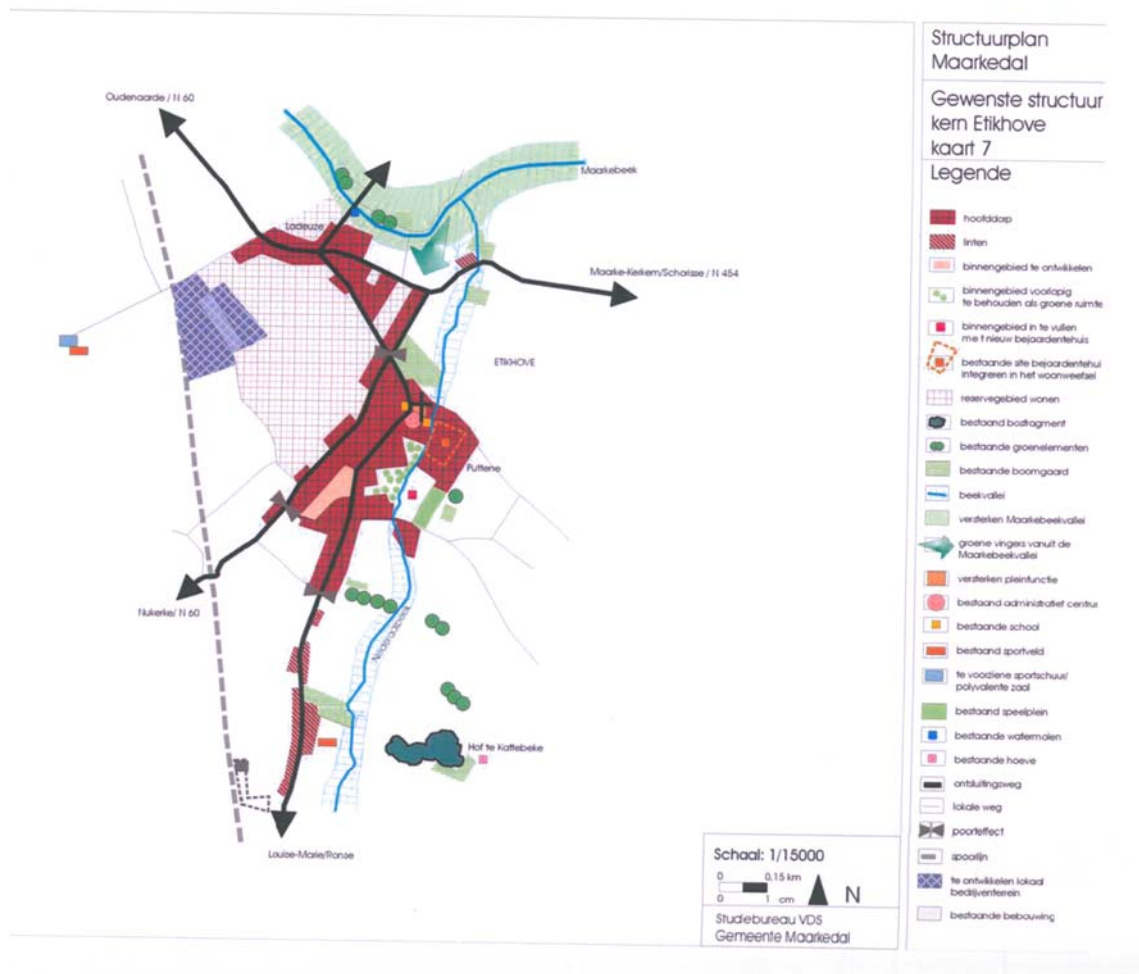 Structuurplan
Maarkedal
Gewenste structuur
kern Etikhove
kaart 7
Legende
hoofddorp
linten
binnengebied te ontwikkelen
binnengebied voorlopig
te behouden als groene ruimte
binnengebied in te vullen
met nieuw bejaardentehuis
bestaande site bejaardentehui
integreren in het woonweefsel
reservegebied wonen
bestaand bosfragment
bestaande groenelementen
bestaande boomgaard
beekvallei
versterken Maarkebeekvallei
groene vingers vanuit de
Maarkebeekvallei
versterken pleinfunctie
bestaand administratief centrur
bestaande school
bestaand sportveld
te voorziene sportschuur/
polyvalente zaal
bestaand speelplein
bestaande watermolen
bestaande hoeve
ontsluitingsweg
lokale weg
poorteffect
spoorlijn
te ontwikkelen lokaal
bedrijventerrein
bestaande bebouwing
Oudenaarde / N 60
Maarkebeek
Ladeuze
Maarke-Kerkem/Schorisse / N 454
ETIKHOVE
Puttene
Nukerke/ N 60
Hof te Kattebeke
Louise-Marie/Ronse
Schaal: 1/15000
0 0,15 km
0 1 cm
N
Studiebureau VDS
Gemeente Maarkedal